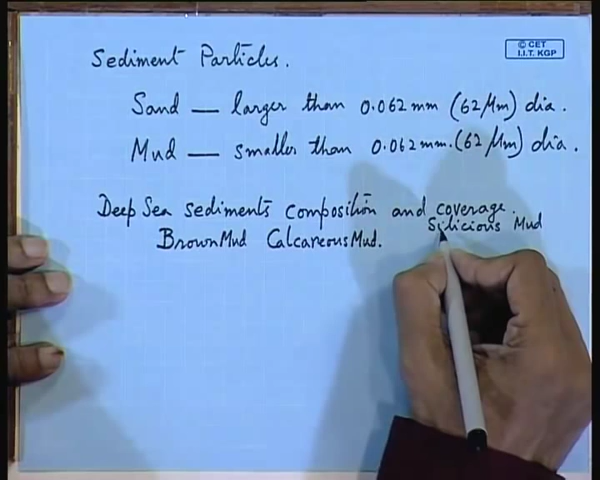 © CET
I.I.T. KGP
Sediment Particles.
Sand — larger than 0.062 mm (62 μm) dia.
Mud — smaller than 0.062 mm. (62 μm) dia.
Deep Sea sediments composition and coverage.
Brown Mud Calcareous Mud. Silicious Mud